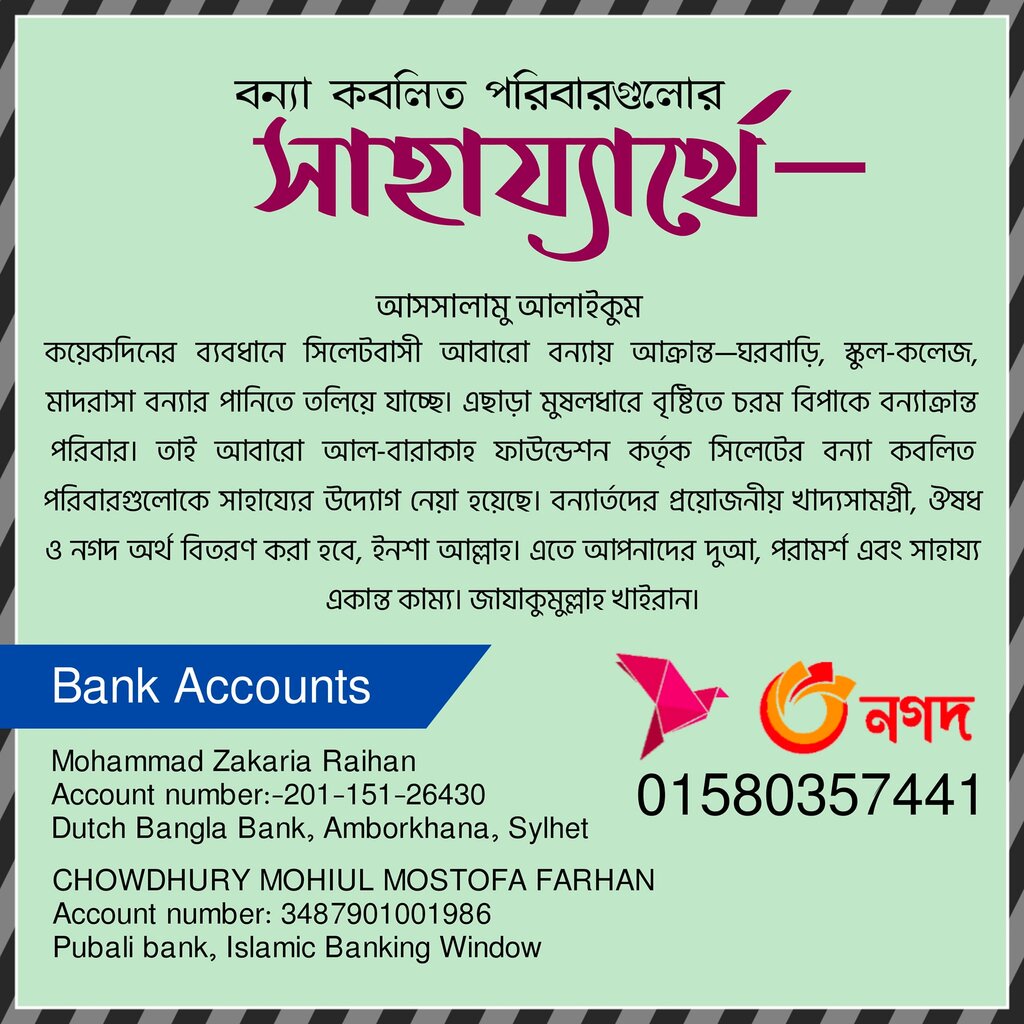 বন্যা কবলিত পরিবারগুলোর
সাহায্যার্থে—
আসসালামু আলাইকুম
কয়েকদিনের ব্যবধানে সিলেটবাসী আবারো বন্যায় আক্রান্ত—ঘরবাড়ি, স্কুল-কলেজ,
মাদরাসা বন্যার পানিতে তলিয়ে যাচ্ছে। এছাড়া মুষলধারে বৃষ্টিতে চরম বিপাকে বন্যাক্রান্ত
পরিবার। তাই আবারো আল-বারাকাহ ফাউন্ডেশন কর্তৃক সিলেটের বন্যা কবলিত
পরিবারগুলোকে সাহায্যের উদ্যোগ নেয়া হয়েছে। বন্যার্তদের প্রয়োজনীয় খাদ্যসামগ্রী, ঔষধ
ও নগদ অর্থ বিতরণ করা হবে, ইনশা আল্লাহ। এতে আপনাদের দুআ, পরামর্শ এবং সাহায্য
একান্ত কাম্য। জাযাকুমুল্লাহ খাইরান।
Bank Accounts
Mohammad Zakaria Raihan
Account number:-201-151-26430
Dutch Bangla Bank, Amborkhana, Sylhet
CHOWDHURY MOHIUL MOSTOFA FARHAN
Account number: 3487901001986
Pubali bank, Islamic Banking Window
নগদ
01580357441